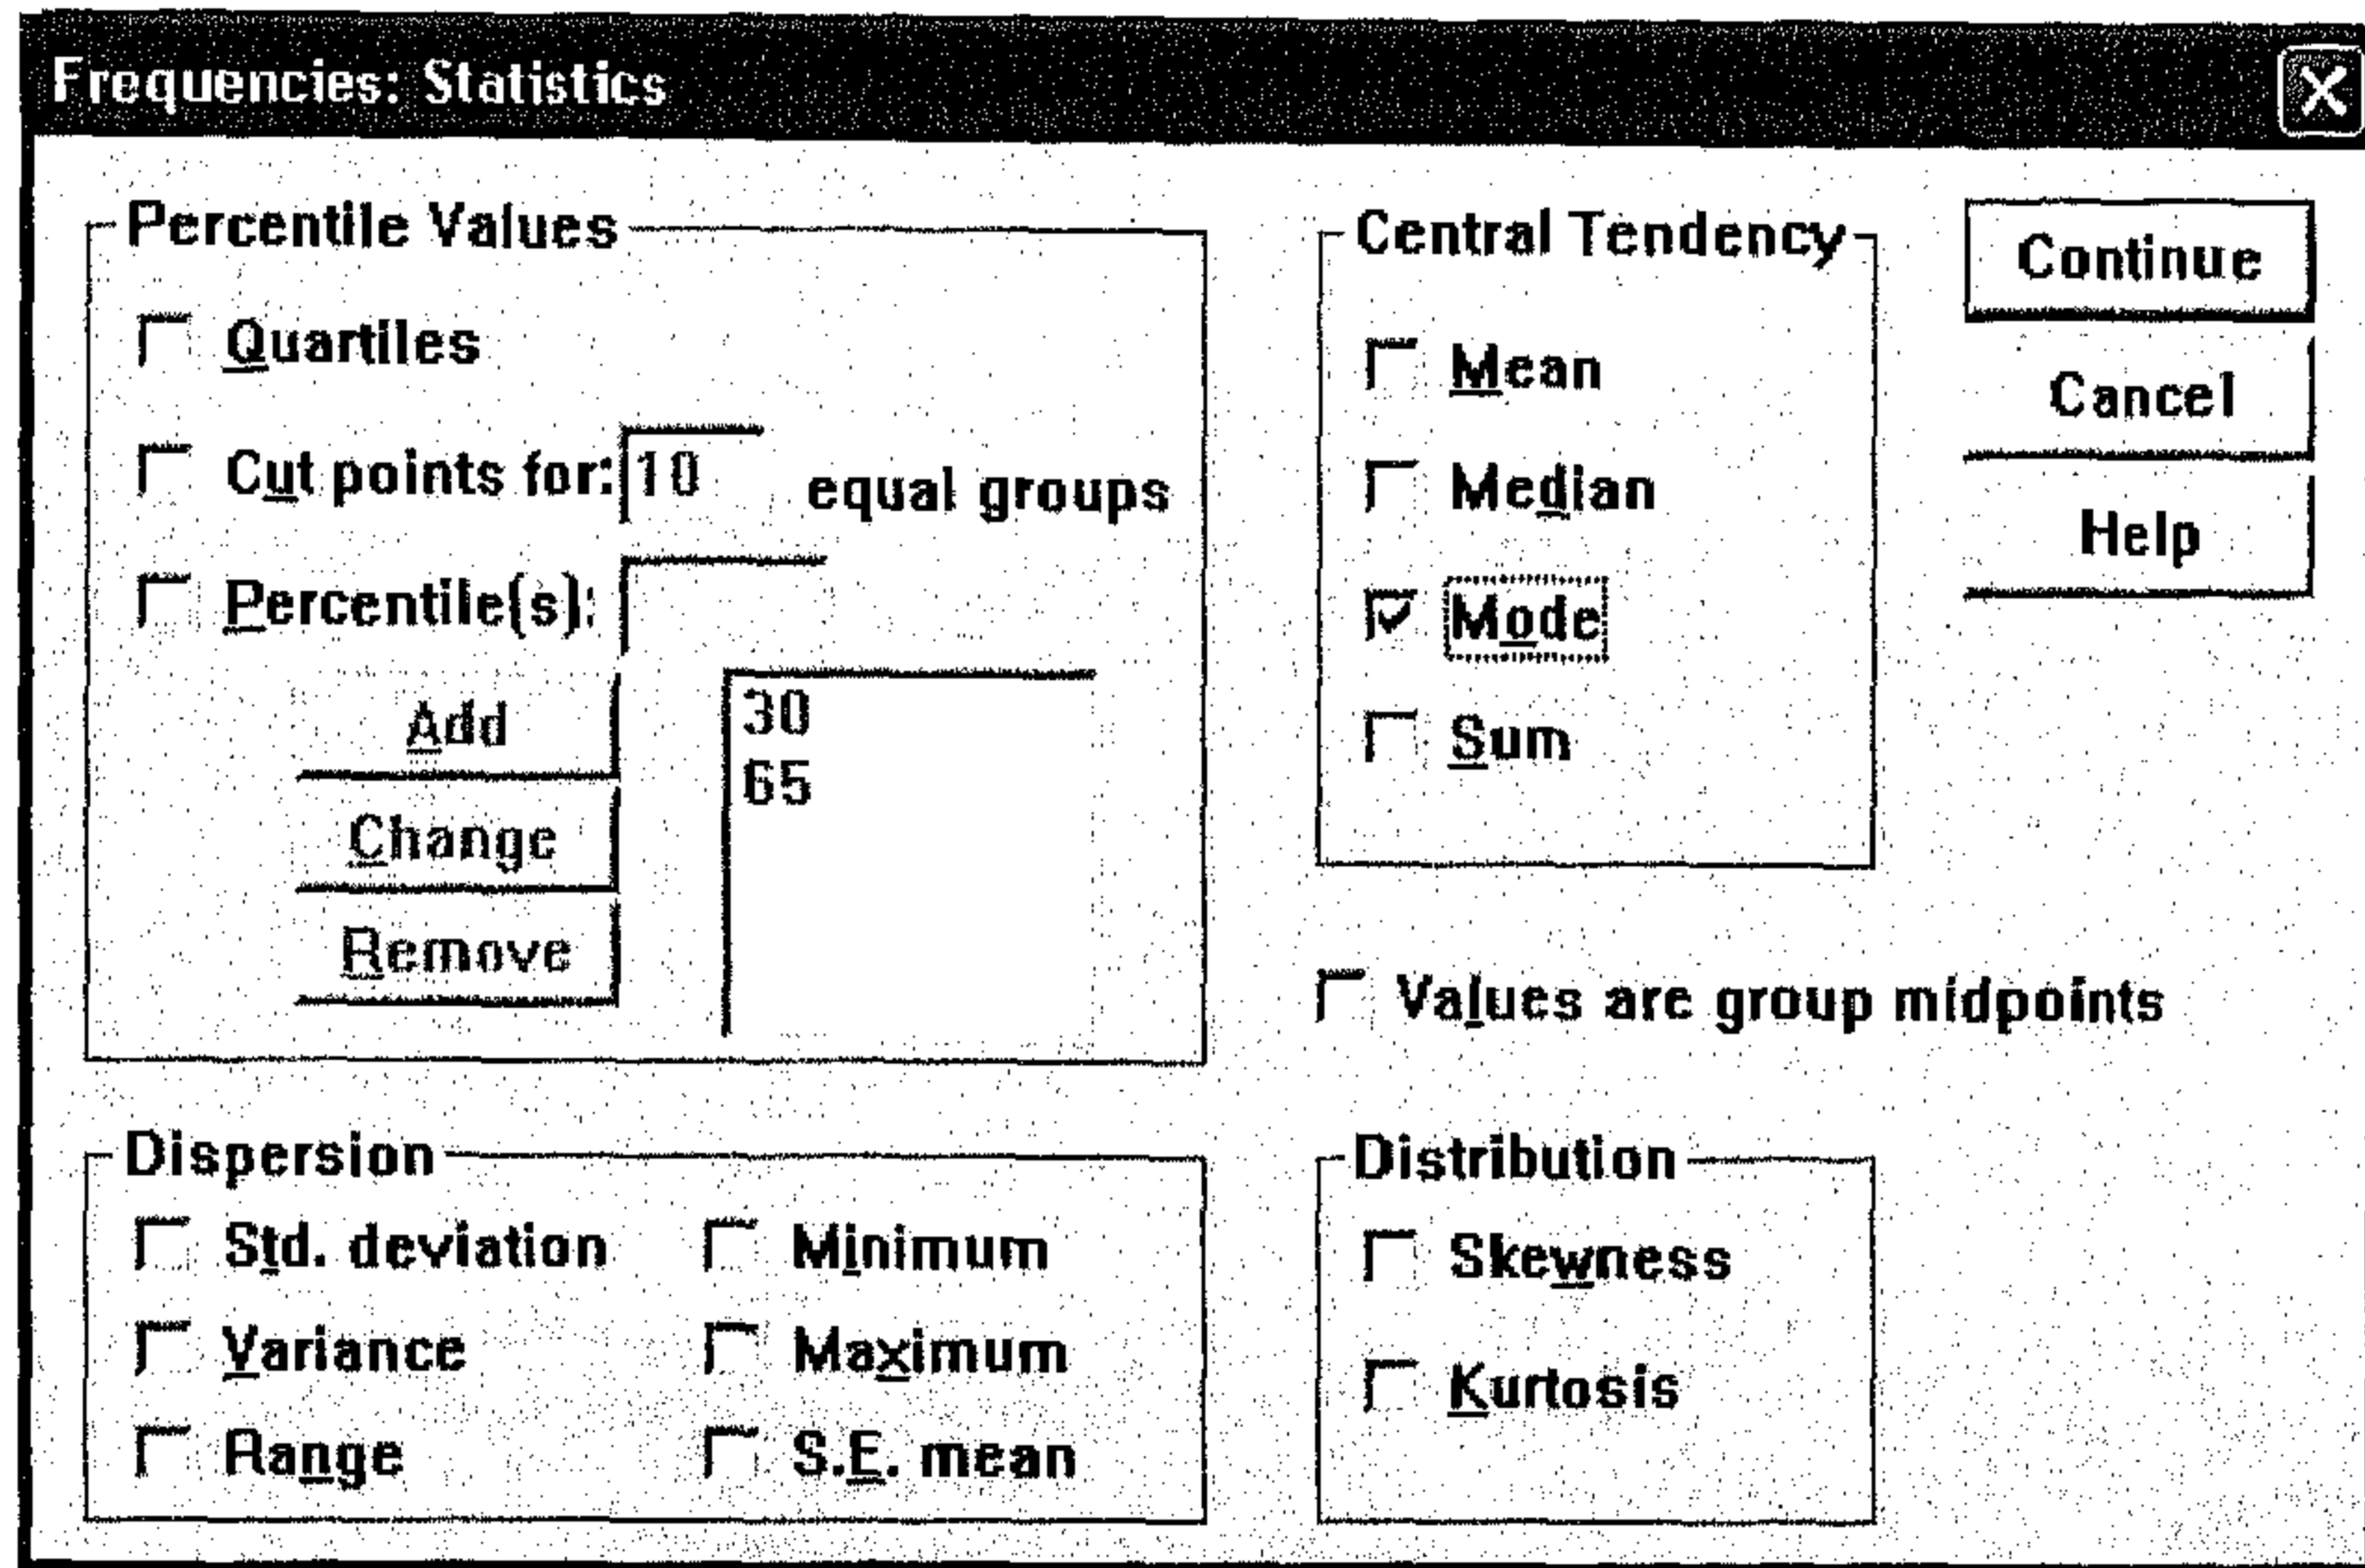 Frequencies: Statistics
Percentile Values
Quartiles
Cut points for: 10 equal groups
Percentile(s):
Add
Change
Remove
30
65
Central Tendency
Mean
Median
Mode
Sum
Continue
Cancel
Help
Values are group midpoints
Dispersion
Std. deviation
Minimum
Variance
Maximum
Range
S.E. mean
Distribution
Skewness
Kurtosis